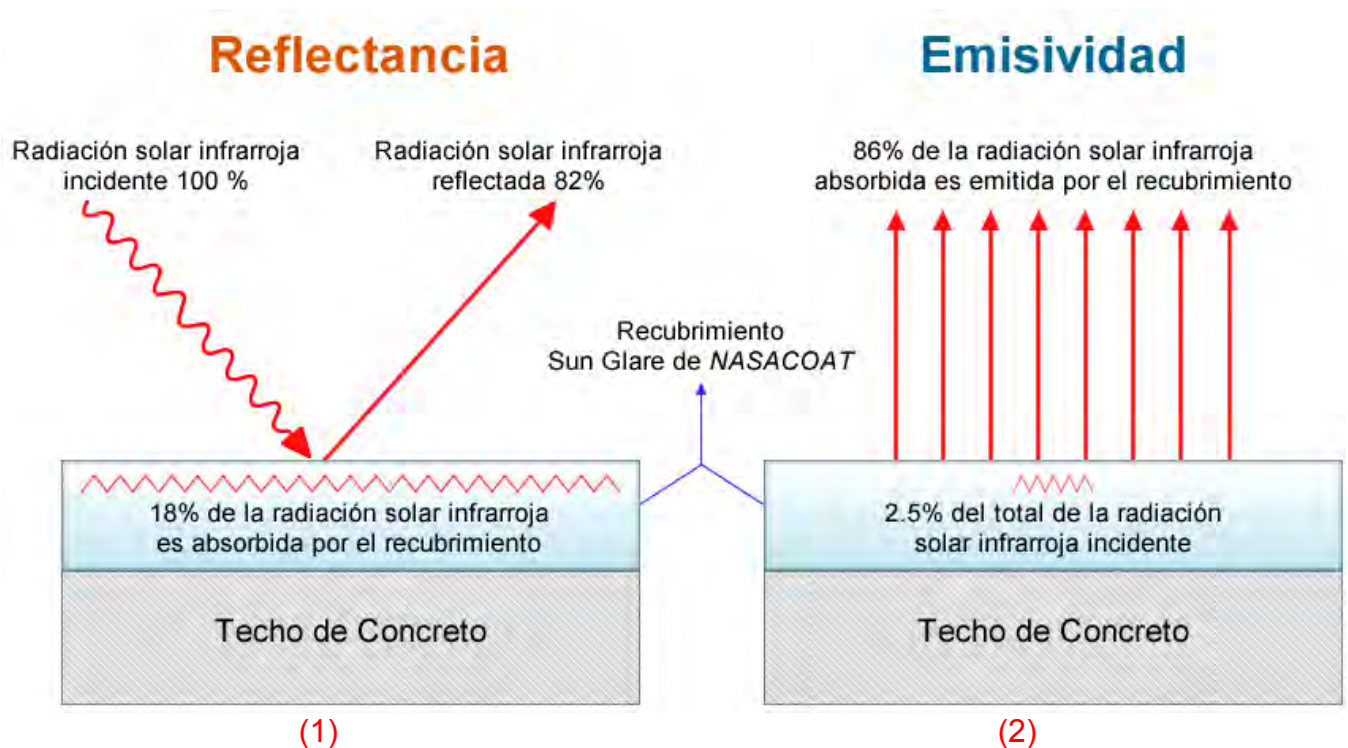 Reflectancia
Radiación solar infrarroja
incidente 100 %
Radiación solar infrarroja
reflectada 82%
18% de la radiación solar infrarroja
es absorbida por el recubrimiento
Techo de Concreto
(1)
Recubrimiento
Sun Glare de NASACOAT
Emisividad
86% de la radiación solar infrarroja
absorbida es emitida por el recubrimiento
2.5% del total de la radiación
solar infrarroja incidente
Techo de Concreto
(2)